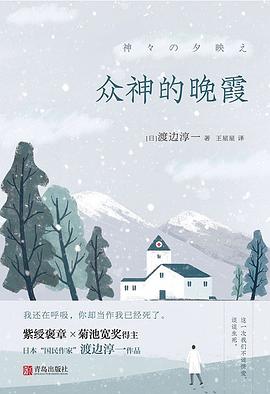 神々の夕映え
众神的晚霞
[日]渡边淳一 著 王星星 译
我还在呼吸，你却当作我已经死了。
紫绶褒章×菊池宽奖得主
日本“国民作家”渡边淳一作品
青岛出版社
这一次我们不谈情爱，
谈谈生死。